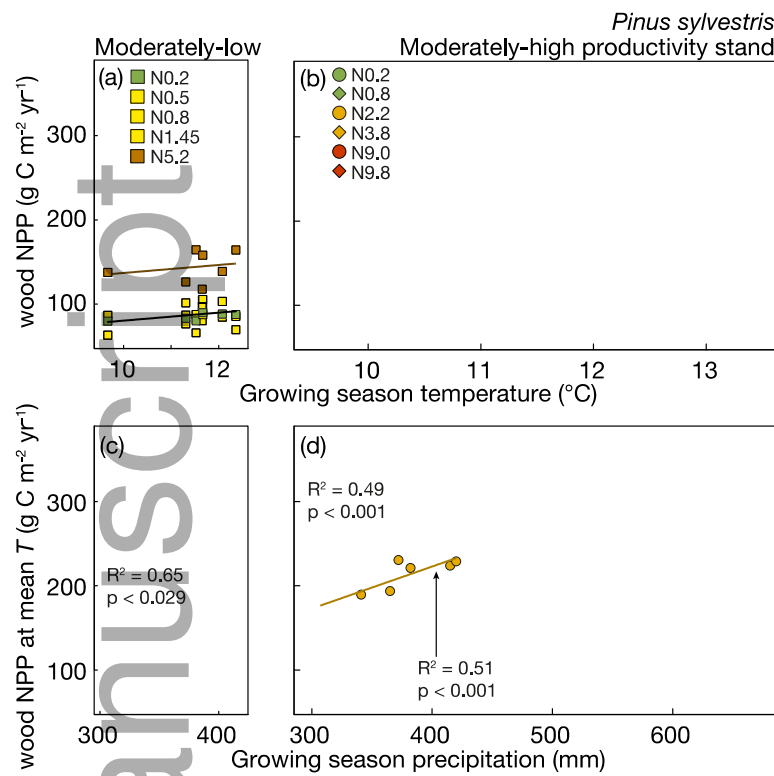 Pinus sylvestris
Moderately-low
Moderately-high productivity stand
(a)
N0.2
N0.5
N0.8
N1.45
N5.2
(b)
N0.2
N0.8
N2.2
N3.8
N9.0
N9.8
wood NPP (g C m⁻² yr⁻¹)
300
200
100
10 12
10 11 12 13
Growing season temperature (°C)
(c)
R² = 0.65
p < 0.029
(d)
R² = 0.49
p < 0.001
R² = 0.51
p < 0.001
wood NPP at mean T (g C m⁻² yr⁻¹)
300
200
100
300 400
300 400 500 600
Growing season precipitation (mm)
anuscript